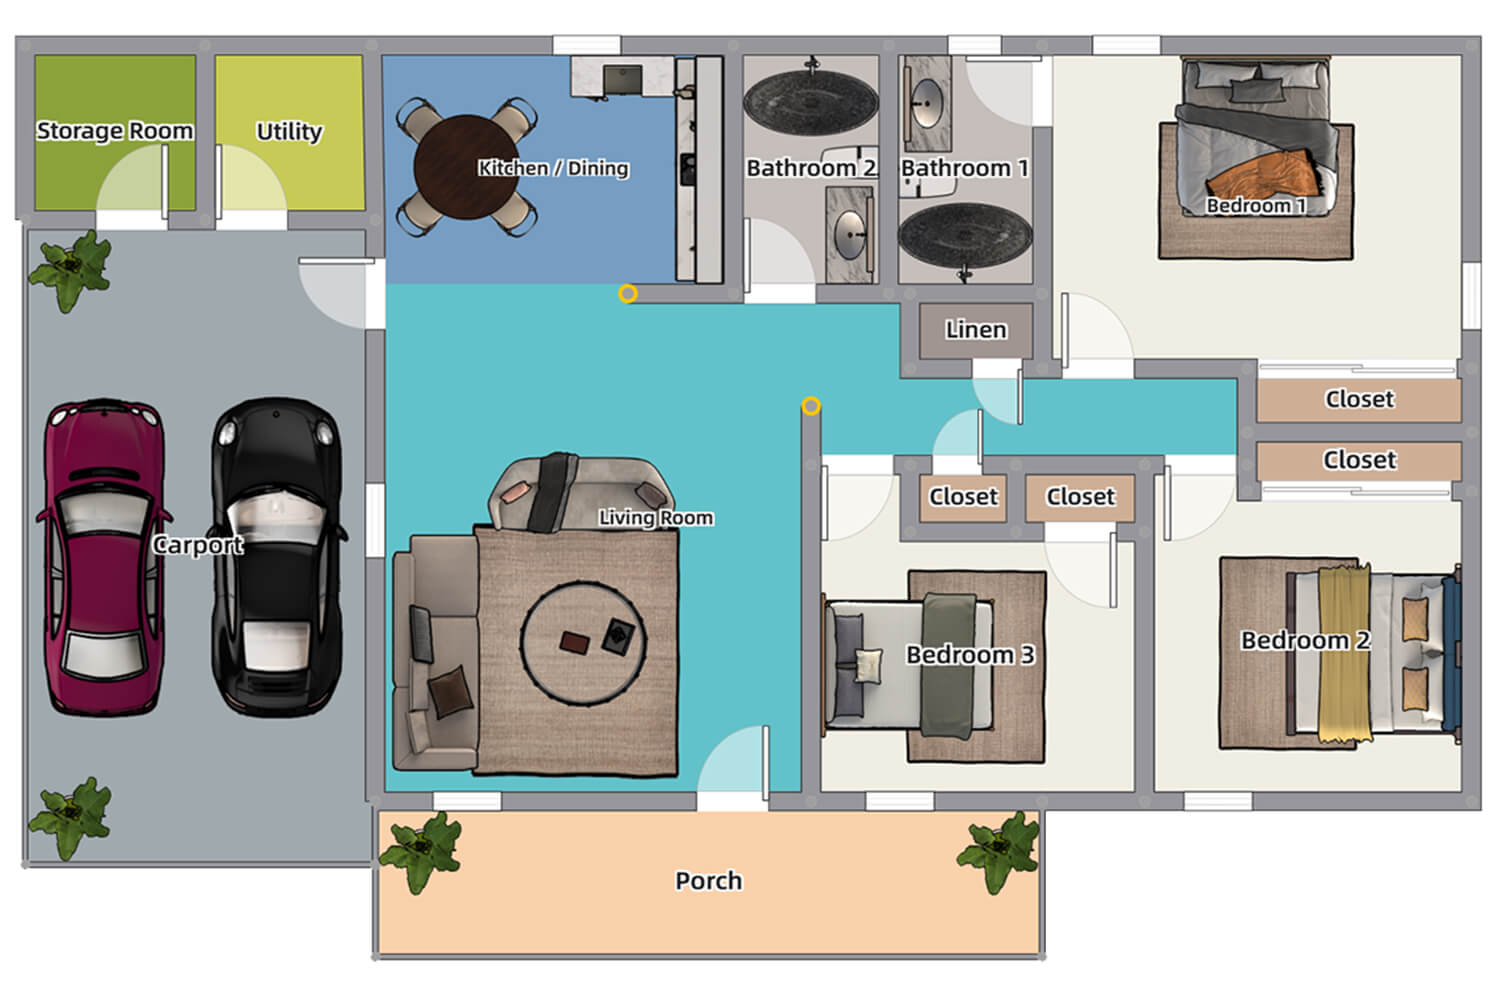 Storage Room
Utility
Kitchen / Dining
Bathroom 2
Bathroom 1
Bedroom 1
Linen
Closet
Closet
Closet
Closet
Living Room
Carport
Bedroom 3
Bedroom 2
Porch